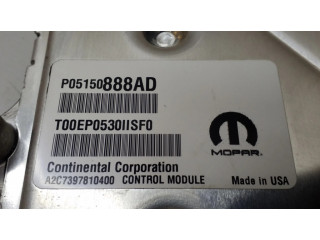 P05150888AD
T00EP0530IISF0
MOPAR
Continental Corporation
A2C7397810400 CONTROL MODULE Made in USA